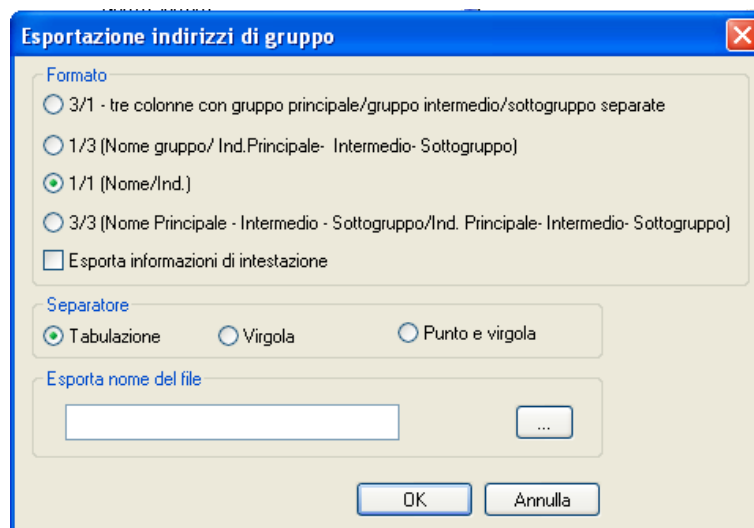 Esportazione indirizzi di gruppo
Formato
3/1 - tre colonne con gruppo principale/gruppo intermedio/sottogruppo separate
1/3 (Nome gruppo/ Ind.Principale- Intermedio- Sottogruppo)
1/1 (Nome/Ind.)
3/3 (Nome Principale - Intermedio - Sottogruppo/Ind. Principale- Intermedio- Sottogruppo)
Esporta informazioni di intestazione
Separatore
Tabulazione Virgola Punto e virgola
Esporta nome del file
...
OK Annulla